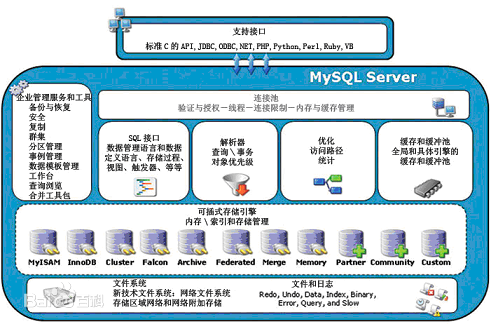 支持接口
标准 C 的 API, JDBC, ODBC, NET, PHP, Python, Perl, Ruby, VB
MySQL Server
企业管理服务和工具
备份与恢复
安全
复制
群集
分区管理
事例管理
数据模板管理
工作台
查询浏览
合并工具包
连接池
验证与授权－线程－连接限制－内存与缓存管理
SQL 接口
数据管理语言和数据
定义语言、存储过程、
视图、触发器、等等
解析器
查询\事务
对象优先级
优化
访问路径
统计
缓存和缓冲池
全局和具体引擎的
缓存和缓冲池
可插式存储引擎
内存\索引和存储管理
MyISAM
InnoDB
Cluster
Falcon
Archive
Federated
Merge
Memory
Partner
Community
Custom
文件系统
新技术文件系统：网络文件系统
存储区域网络和网络附加存储
文件和日志
Redo, Undo, Data, Index, Binary,
Error, Query, and Slow
Bai百科